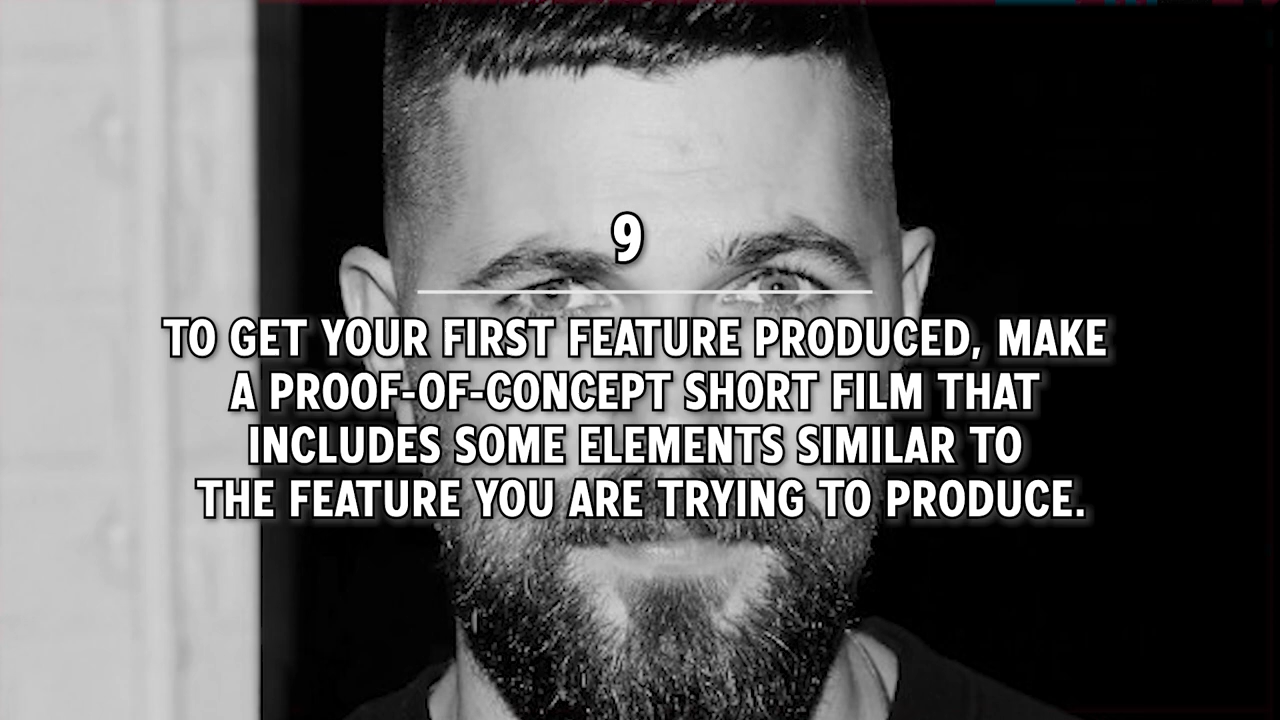 9
TO GET YOUR FIRST FEATURE PRODUCED, MAKE
A PROOF-OF-CONCEPT SHORT FILM THAT
INCLUDES SOME ELEMENTS SIMILAR TO
THE FEATURE YOU ARE TRYING TO PRODUCE.